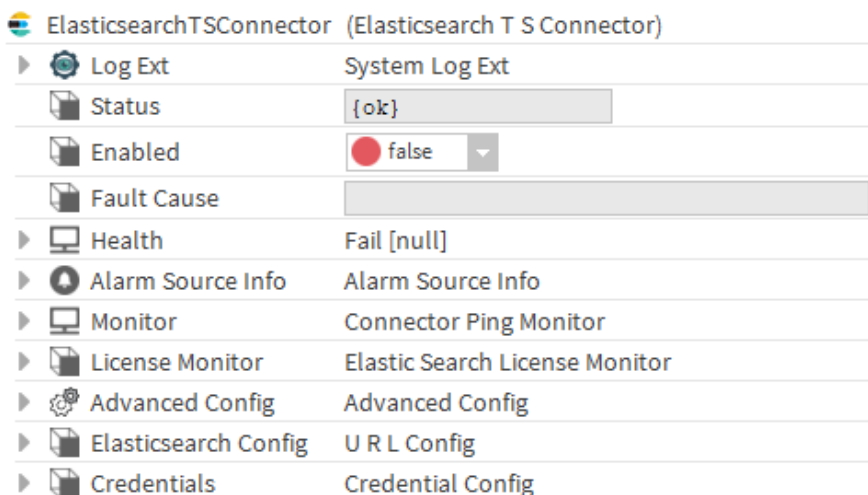 ElasticsearchTSConnector (Elasticsearch T S Connector)
Log Ext System Log Ext
Status {ok}
Enabled false
Fault Cause
Health Fail [null]
Alarm Source Info Alarm Source Info
Monitor Connector Ping Monitor
License Monitor Elastic Search License Monitor
Advanced Config Advanced Config
Elasticsearch Config U R L Config
Credentials Credential Config